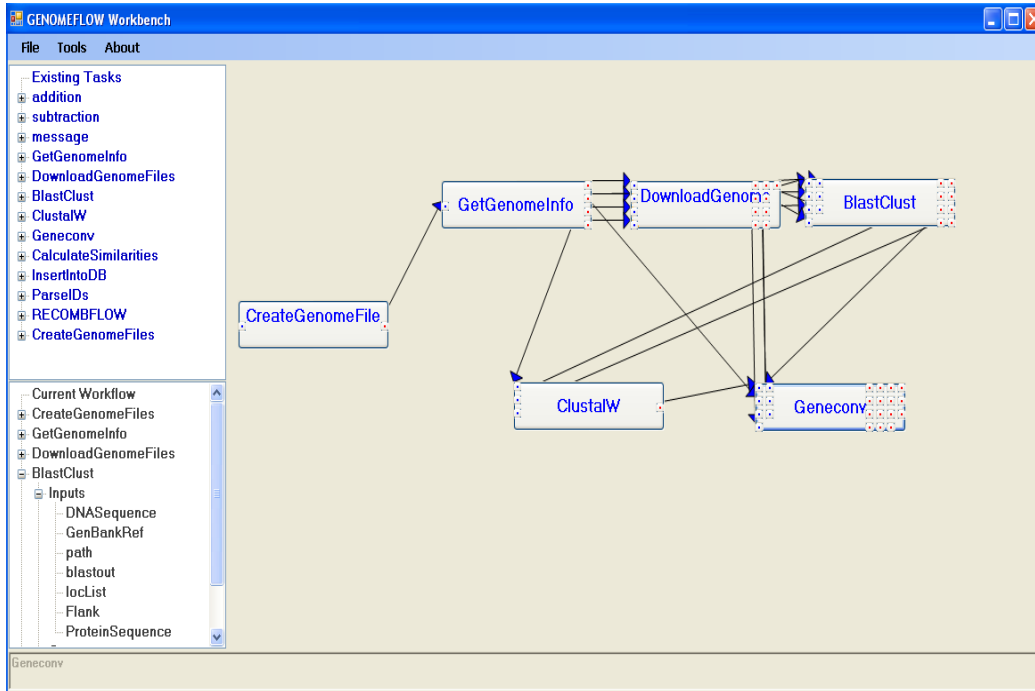 GENOMEFLOW Workbench
File Tools About
Existing Tasks
addition
subtraction
message
GetGenomeInfo
DownloadGenomeFiles
BlastClust
ClustalW
Geneconv
CalculateSimilarities
InsertIntoDB
ParseIDs
RECOMBFLOW
CreateGenomeFiles
Current Workflow
CreateGenomeFiles
GetGenomeInfo
DownloadGenomeFiles
BlastClust
Inputs
DNASequence
GenBankRef
path
blastout
locList
Flank
ProteinSequence
GetGenomeInfo
DownloadGenom
BlastClust
CreateGenomeFile
ClustalW
Geneconv
Geneconv